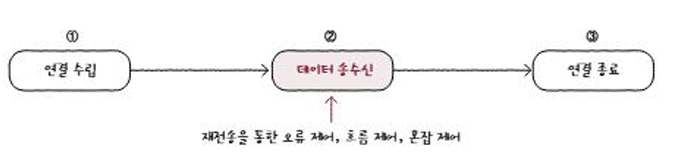 ① ② ③
연결 수립 데이터 송수신 연결 종료
재전송을 통한 오류 제어, 흐름 제어, 혼잡 제어